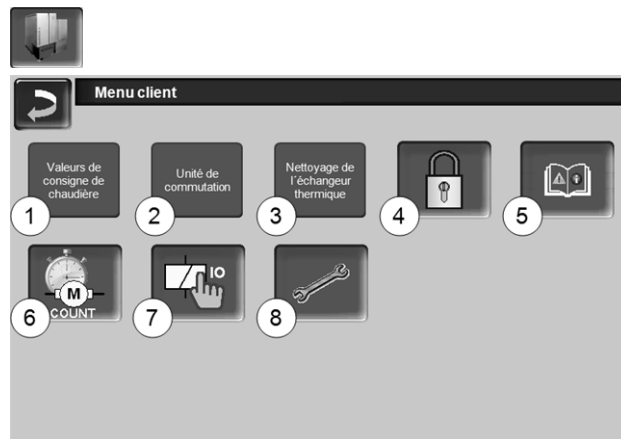 Menu client
Valeurs de
consigne de
chaudière
1
Unité de
commutation
2
Nettoyage de
l´échangeur
thermique
3
4
5
M
COUNT
6
IO
7
8